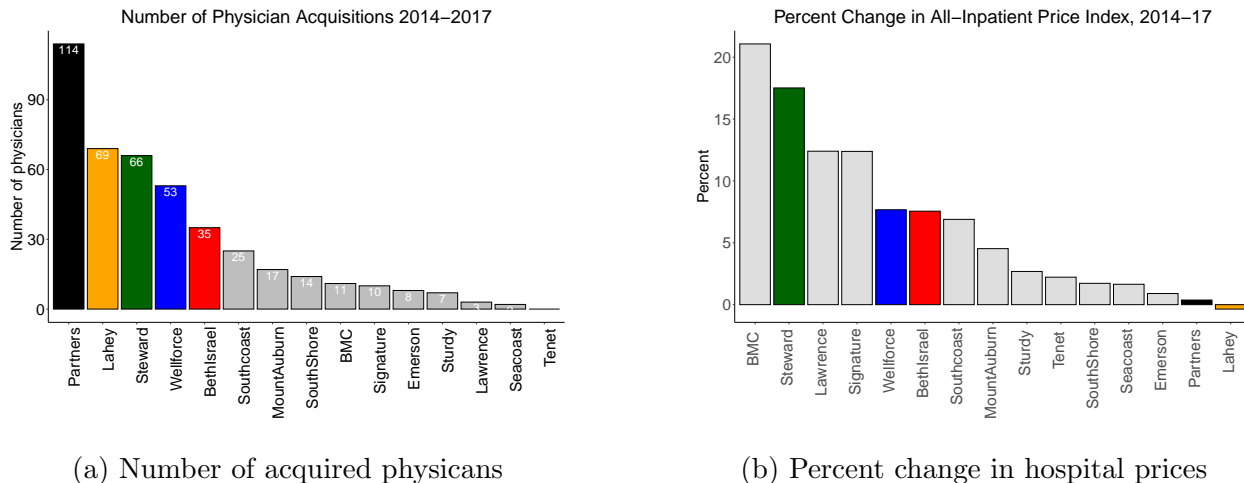 Number of Physician Acquisitions 2014−2017
Number of physicians
90
60
30
0
114
69
66
53
35
25
17
14
11
10
8
7
3
Partners
Lahey
Steward
Wellforce
BethIsrael
Southcoast
MountAuburn
SouthShore
BMC
Signature
Emerson
Sturdy
Lawrence
Seacoast
Tenet
(a) Number of acquired physicans
Percent Change in All−Inpatient Price Index, 2014−17
Percent
20
15
10
5
0
BMC
Steward
Lawrence
Signature
Wellforce
BethIsrael
Southcoast
MountAuburn
Sturdy
Tenet
SouthShore
Seacoast
Emerson
Partners
Lahey
(b) Percent change in hospital prices